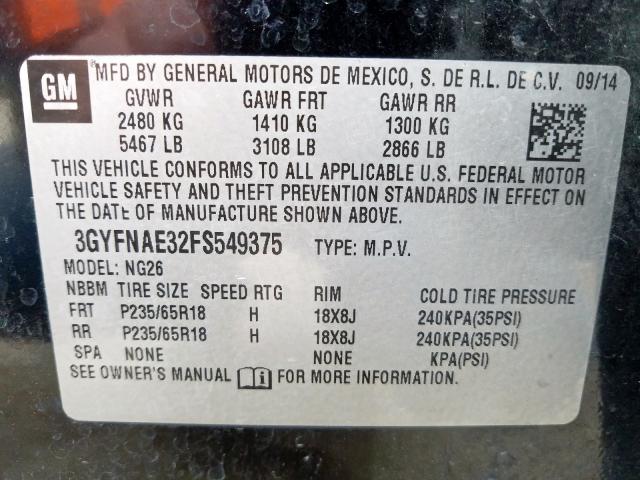 GM
MFD BY GENERAL MOTORS DE MEXICO, S. DE R.L. DE C.V. 09/14
GVWR GAWR FRT GAWR RR
2480 KG 1410 KG 1300 KG
5467 LB 3108 LB 2866 LB
THIS VEHICLE CONFORMS TO ALL APPLICABLE U.S. FEDERAL MOTOR
VEHICLE SAFETY AND THEFT PREVENTION STANDARDS IN EFFECT ON
THE DATE OF MANUFACTURE SHOWN ABOVE.
3GYFNAE32FS549375 TYPE: M.P.V.
MODEL: NG26
NBBM TIRE SIZE SPEED RTG RIM COLD TIRE PRESSURE
FRT P235/65R18 H 18X8J 240KPA(35PSI)
RR P235/65R18 H 18X8J 240KPA(35PSI)
SPA NONE NONE KPA(PSI)
SEE OWNER'S MANUAL FOR MORE INFORMATION.